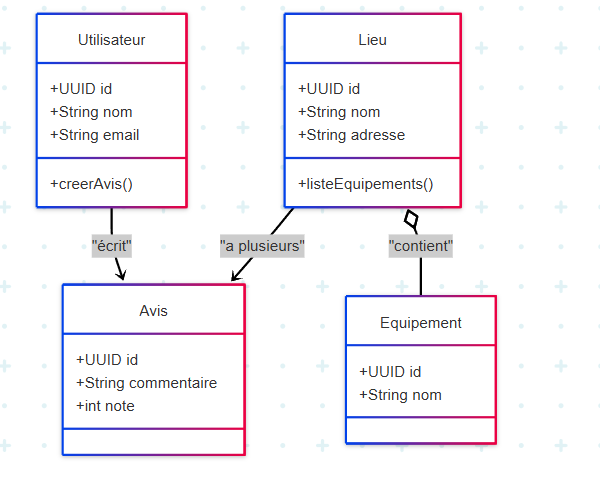 Utilisateur
+UUID id
+String nom
+String email
+creerAvis()
Lieu
+UUID id
+String nom
+String adresse
+listeEquipements()
"écrit"
"a plusieurs"
"contient"
Avis
+UUID id
+String commentaire
+int note
Equipement
+UUID id
+String nom